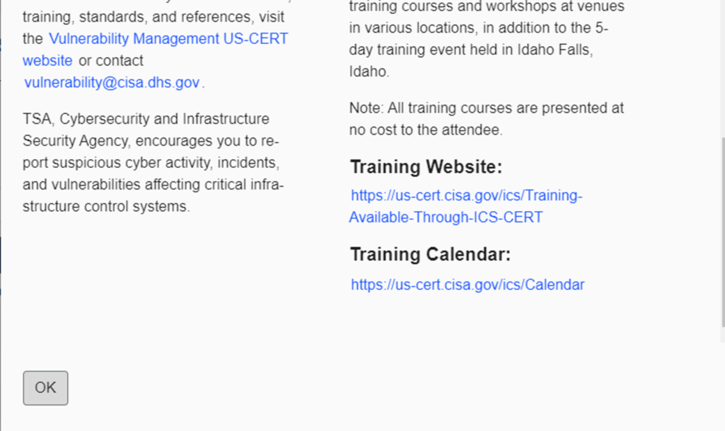 training, standards, and references, visit
the Vulnerability Management US-CERT
website or contact
vulnerability@cisa.dhs.gov.
TSA, Cybersecurity and Infrastructure
Security Agency, encourages you to re-
port suspicious cyber activity, incidents,
and vulnerabilities affecting critical infra-
structure control systems.
training courses and workshops at venues
in various locations, in addition to the 5-
day training event held in Idaho Falls,
Idaho.
Note: All training courses are presented at
no cost to the attendee.
Training Website:
https://us-cert.cisa.gov/ics/Training-
Available-Through-ICS-CERT
Training Calendar:
https://us-cert.cisa.gov/ics/Calendar
OK